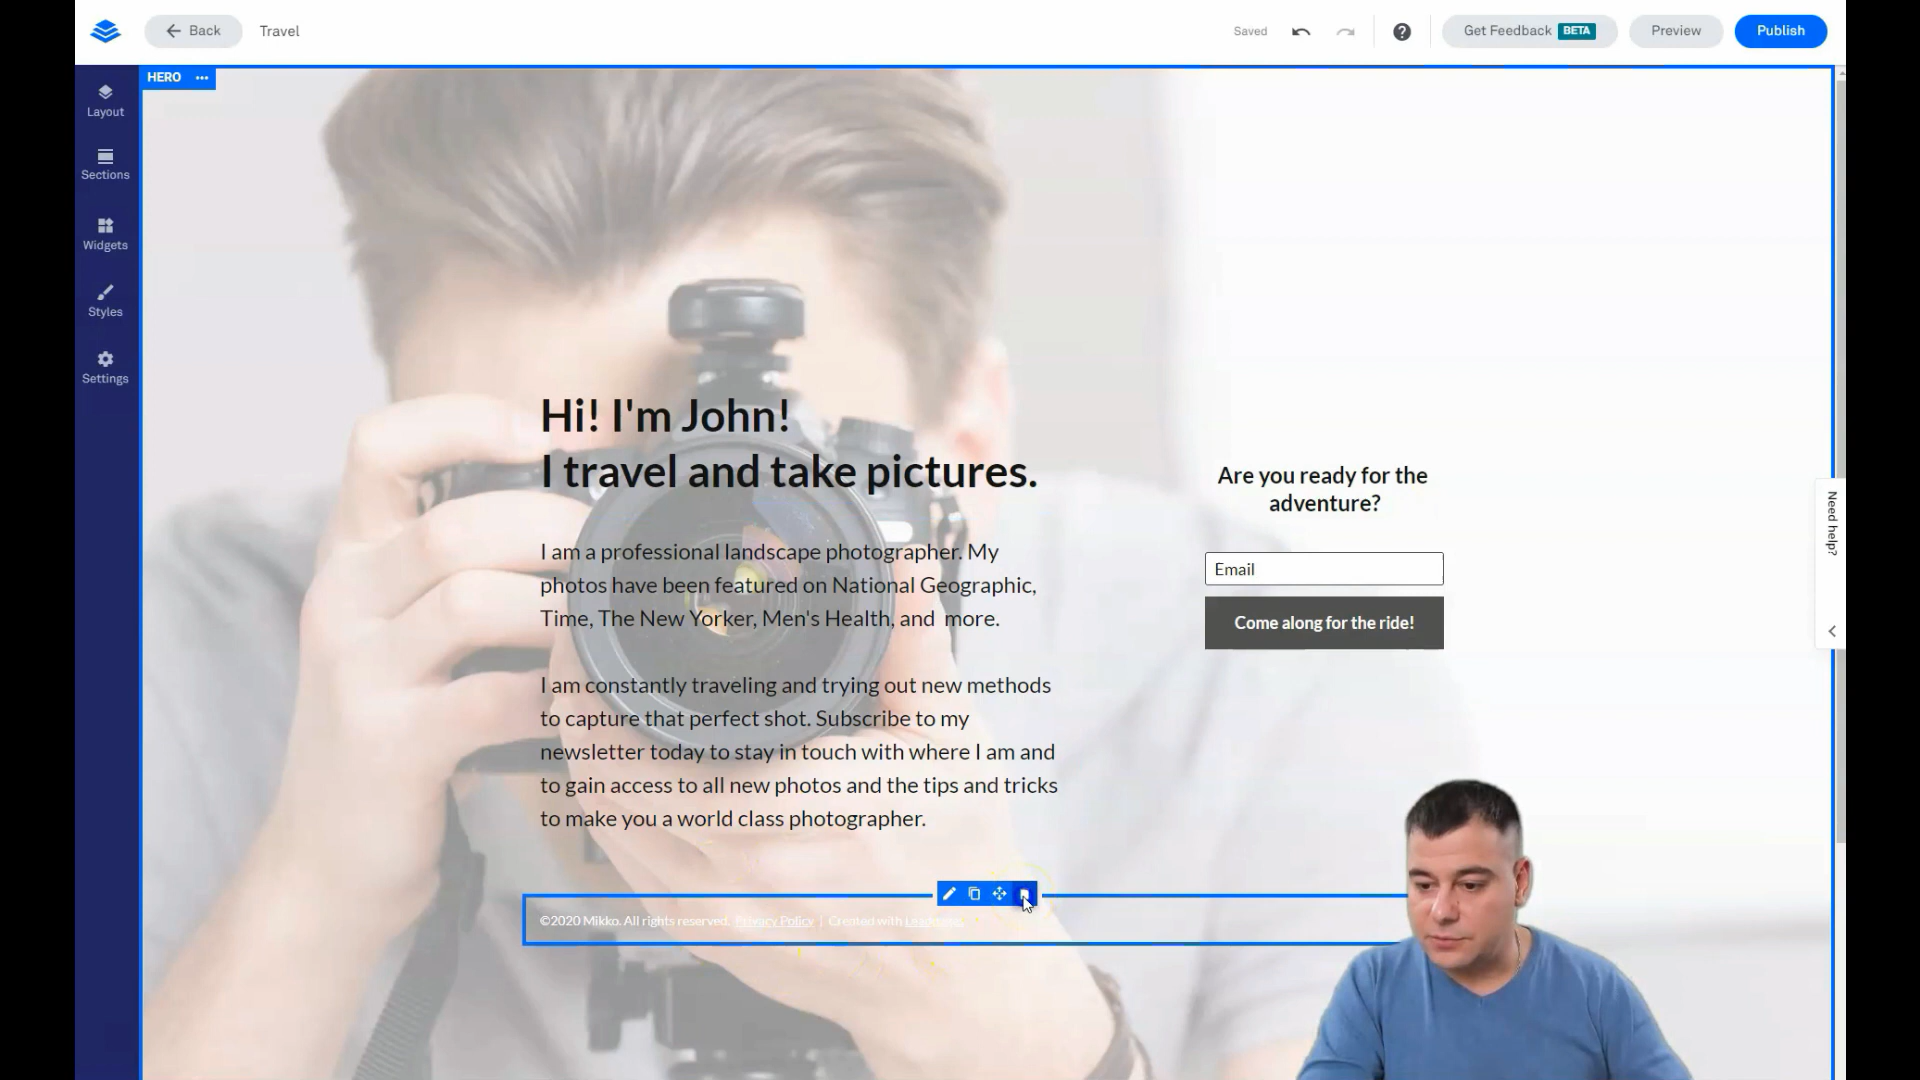 Back
Travel
Saved
Get Feedback BETA
Preview
Publish
HERO
Layout
Sections
Widgets
Styles
Settings
Hi! I'm John!
I travel and take pictures.
I am a professional landscape photographer. My
photos have been featured on National Geographic,
Time, The New Yorker, Men's Health, and more.
I am constantly traveling and trying out new methods
to capture that perfect shot. Subscribe to my
newsletter today to stay in touch with where I am and
to gain access to all new photos and the tips and tricks
to make you a world class photographer.
Are you ready for the
adventure?
Email
Come along for the ride!
Need help?
©2020 Mikko. All rights reserved. Privacy Policy | Created with